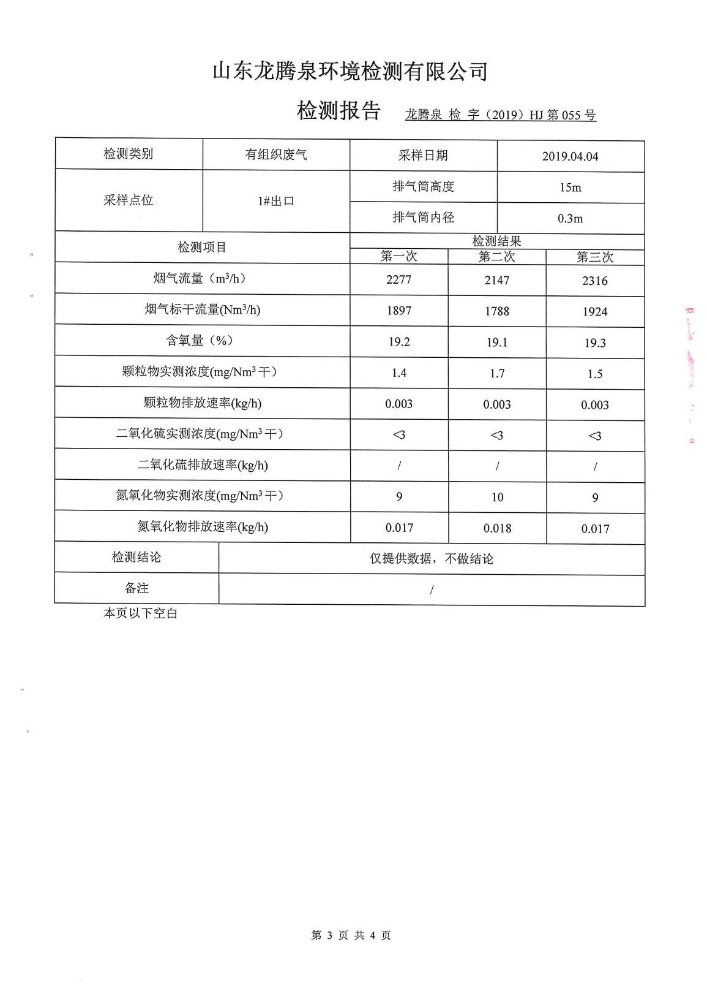 山东龙腾泉环境检测有限公司
检测报告 龙腾泉 检 字（2019）HJ 第 055 号
检测类别 有组织废气 采样日期 2019.04.04
采样点位 1#出口 排气筒高度 15m
排气筒内径 0.3m
检测项目 检测结果
第一次 第二次 第三次
烟气流量（m³/h） 2277 2147 2316
烟气标干流量(Nm³/h) 1897 1788 1924
含氧量（%） 19.2 19.1 19.3
颗粒物实测浓度(mg/Nm³干） 1.4 1.7 1.5
颗粒物排放速率(kg/h) 0.003 0.003 0.003
二氧化硫实测浓度(mg/Nm³干） <3 <3 <3
二氧化硫排放速率(kg/h) / / /
氮氧化物实测浓度(mg/Nm³干） 9 10 9
氮氧化物排放速率(kg/h) 0.017 0.018 0.017
检测结论 仅提供数据，不做结论
备注 /
本页以下空白
第 3 页 共 4 页